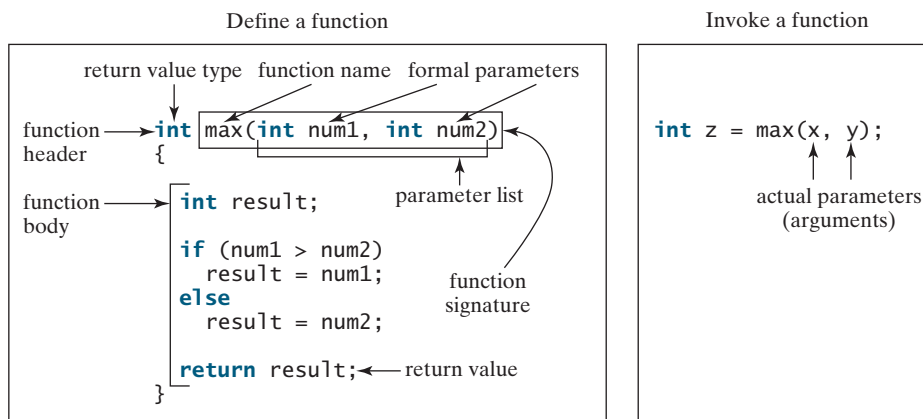 Define a function
Invoke a function
return value type function name formal parameters
function header
int max(int num1, int num2)
{
parameter list
function body
int result;
if (num1 > num2)
result = num1;
else
result = num2;
function signature
return result;
return value
}
int z = max(x, y);
actual parameters
(arguments)